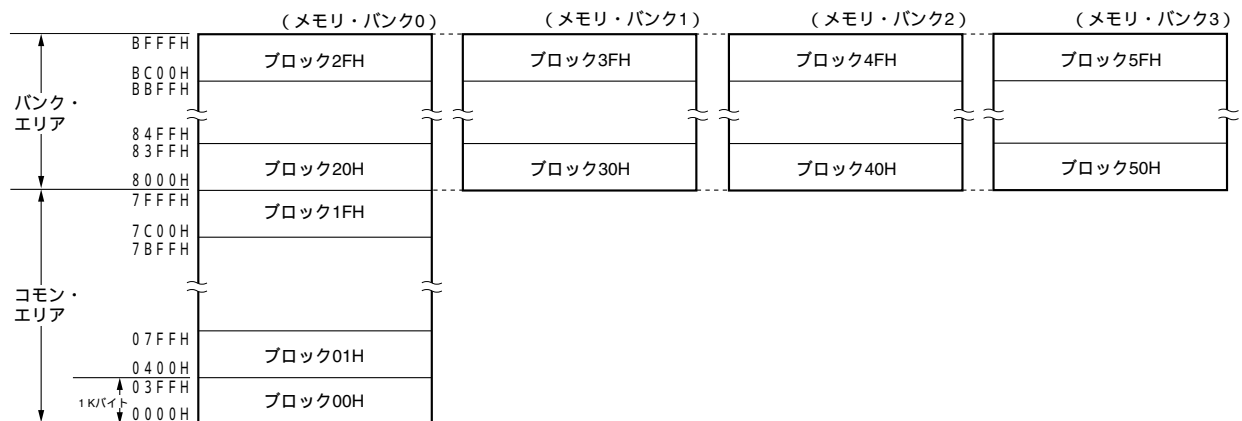 (メモリ・バンク0) (メモリ・バンク1) (メモリ・バンク2) (メモリ・バンク3)
BFFFH
ブロック2FH ブロック3FH ブロック4FH ブロック5FH
BC00H
BBFFH
バンク・
エリア
84FFH
83FFH
ブロック20H ブロック30H ブロック40H ブロック50H
8000H
7FFFH
ブロック1FH
7C00H
7BFFH
コモン・
エリア
07FFH
ブロック01H
0400H
03FFH
1Kバイト ブロック00H
0000H